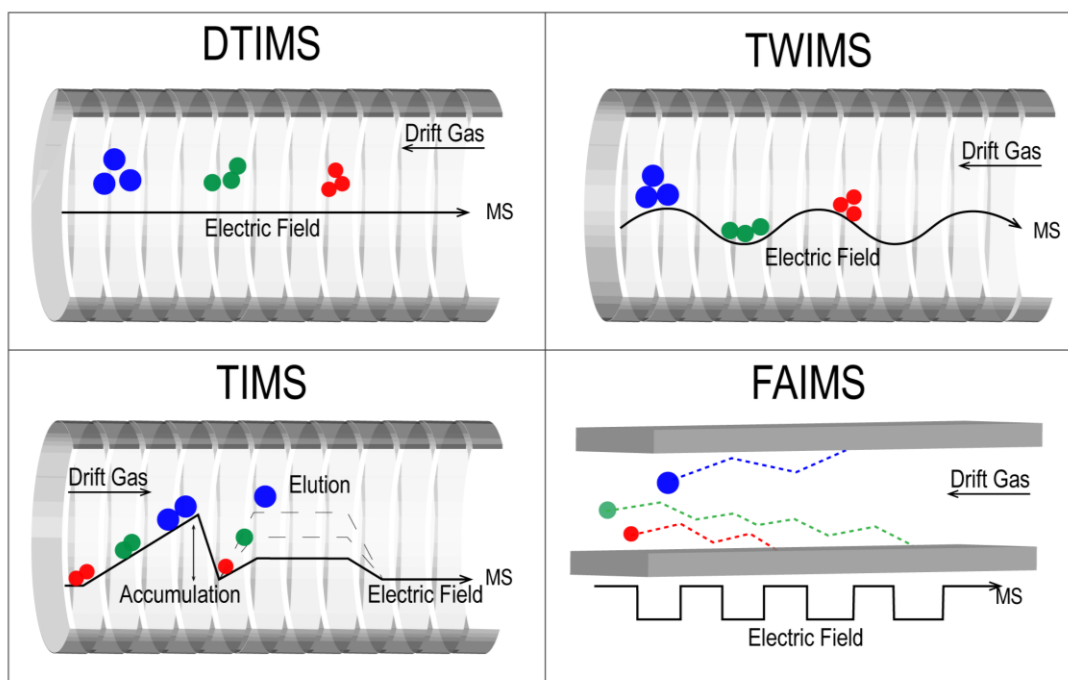 DTIMS
Drift Gas
MS
Electric Field
TWIMS
Drift Gas
MS
Electric Field
TIMS
Drift Gas
Elution
MS
Accumulation
Electric Field
FAIMS
Drift Gas
MS
Electric Field